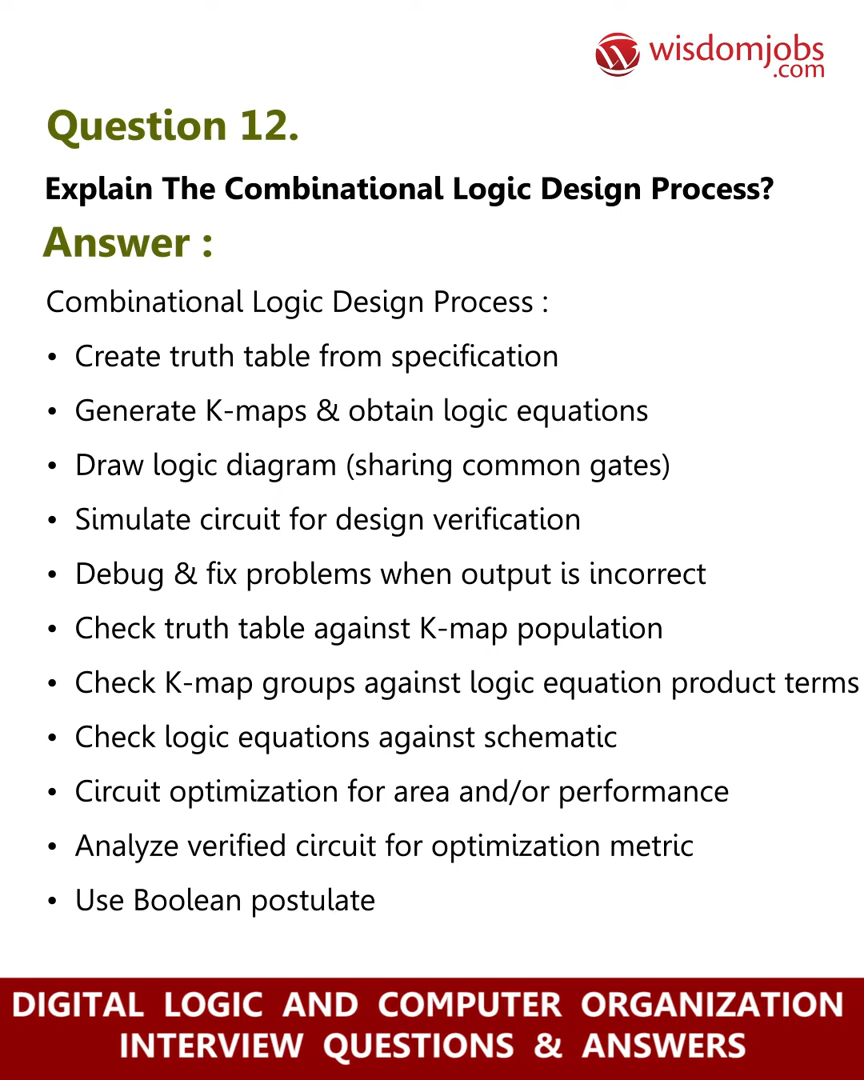 wisdomjobs
.com
Question 12.
Explain The Combinational Logic Design Process?
Answer :
Combinational Logic Design Process :
• Create truth table from specification
• Generate K-maps & obtain logic equations
• Draw logic diagram (sharing common gates)
• Simulate circuit for design verification
• Debug & fix problems when output is incorrect
• Check truth table against K-map population
• Check K-map groups against logic equation product terms
• Check logic equations against schematic
• Circuit optimization for area and/or performance
• Analyze verified circuit for optimization metric
• Use Boolean postulate
DIGITAL LOGIC AND COMPUTER ORGANIZATION
INTERVIEW QUESTIONS & ANSWERS